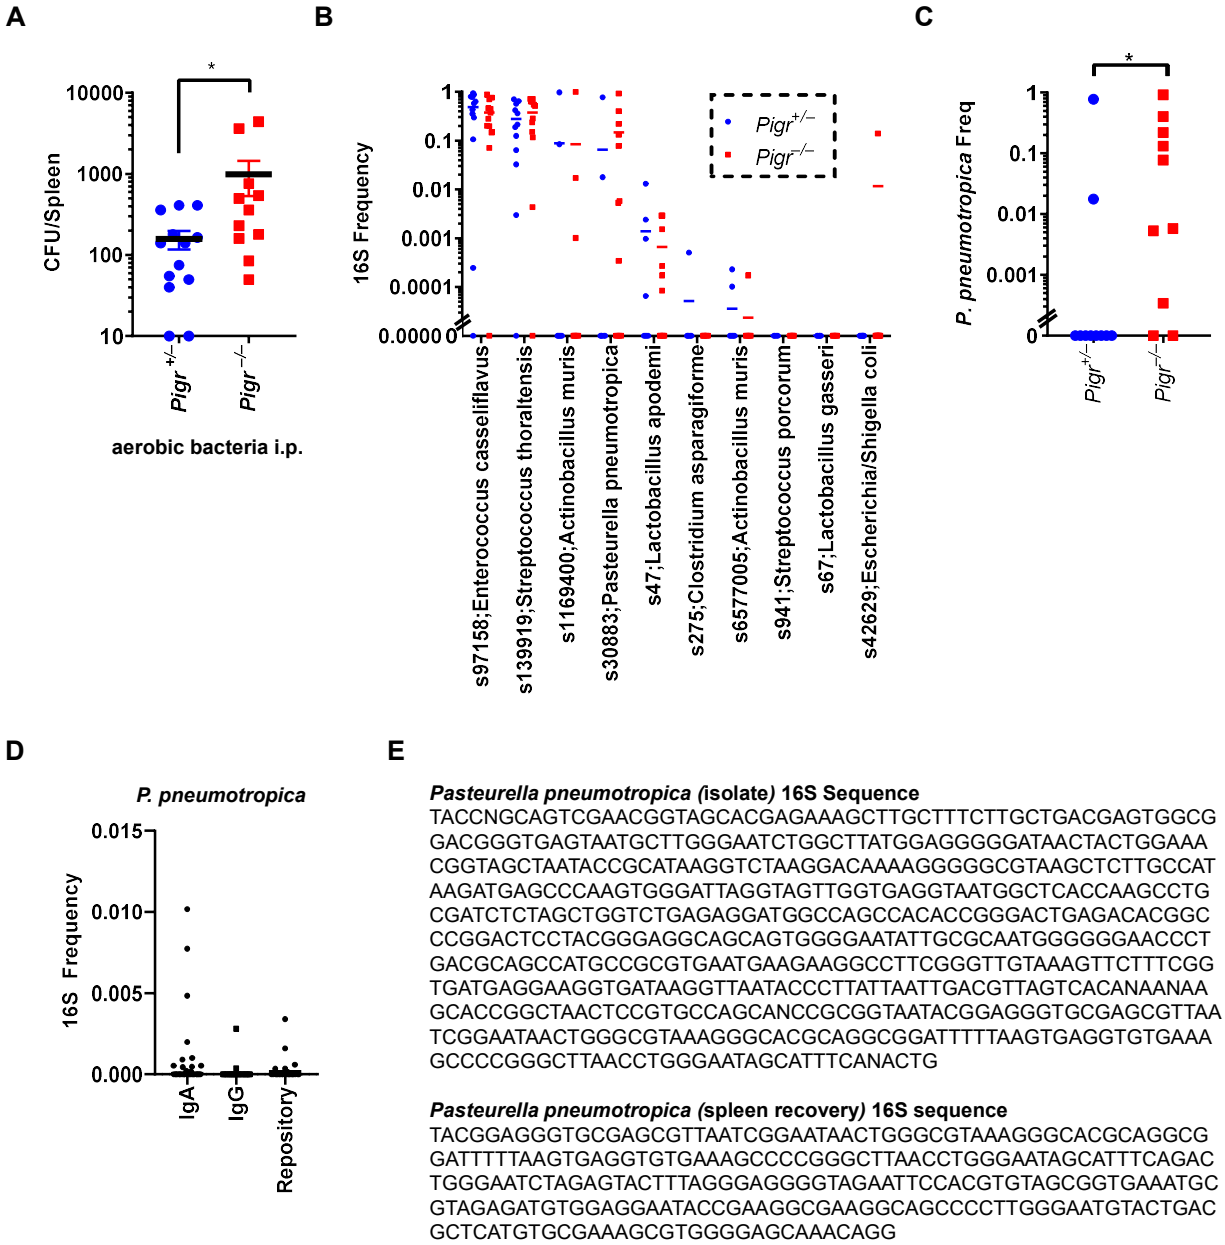 A
B
C
*
10000
1000
100
10
CFU/Spleen
Pigr+/–
Pigr–/–
aerobic bacteria i.p.
1
0.1
0.01
0.001
0.0001
0.0000 0
16S Frequency
Pigr+/–
Pigr–/–
s97158;Enterococcus casseliflavus
s139919;Streptococcus thoraltensis
s1169400;Actinobacillus muris
s30883;Pasteurella pneumotropica
s47;Lactobacillus apodemi
s275;Clostridium asparagiforme
s6577005;Actinobacillus muris
s941;Streptococcus porcorum
s67;Lactobacillus gasseri
s42629;Escherichia/Shigella coli
*
1
0.1
0.01
0.001
0
P. pneumotropica Freq
Pigr+/–
Pigr–/–
D
E
P. pneumotropica
0.015
0.010
0.005
0.000
16S Frequency
IgA
IgG
Repository
Pasteurella pneumotropica (isolate) 16S Sequence
TACCNGCAGTCGAACGGTAGCACGAGAAAGCTTGCTTTCTTGCTGACGAGTGGCG
GACGGGTGAGTAATGCTTGGGAATCTGGCTTATGGAGGGGGATAACTACTGGAAA
CGGTAGCTAATACCGCATAAGGTCTAAGGACAAAAGGGGGCGTAAGCTCTTGCCAT
AAGATGAGCCCAAGTGGGATTAGGTAGTTGGTGAGGTAATGGCTCACCAAGCCTG
CGATCTCTAGCTGGTCTGAGAGGATGGCCAGCCACACCGGGACTGAGACACGGC
CCGGACTCCTACGGGAGGCAGCAGTGGGGAATATTGCGCAATGGGGGGAACCCT
GACGCAGCCATGCCGCGTGAATGAAGAAGGCCTTCGGGTTGTAAAGTTCTTTCGG
TGATGAGGAAGGTGATAAGGTTAATACCCTTATTAATTGACGTTAGTCACANAANAA
GCACCGGCTAACTCCGTGCCAGCANCCGCGGTAATACGGAGGGTGCGAGCGTTAA
TCGGAATAACTGGGCGTAAAGGGCACGCAGGCGGATTTTTAAGTGAGGTGTGAAA
GCCCCGGGCTTAACCTGGGAATAGCATTTCANACTG
Pasteurella pneumotropica (spleen recovery) 16S sequence
TACGGAGGGTGCGAGCGTTAATCGGAATAACTGGGCGTAAAGGGCACGCAGGCG
GATTTTTAAGTGAGGTGTGAAAGCCCCGGGCTTAACCTGGGAATAGCATTTCAGAC
TGGGAATCTAGAGTACTTTAGGGAGGGGTAGAATTCCACGTGTAGCGGTGAAATGC
GTAGAGATGTGGAGGAATACCGAAGGCGAAGGCAGCCCCTTGGGAATGTACTGAC
GCTCATGTGCGAAAGCGTGGGGAGCAAACAGG